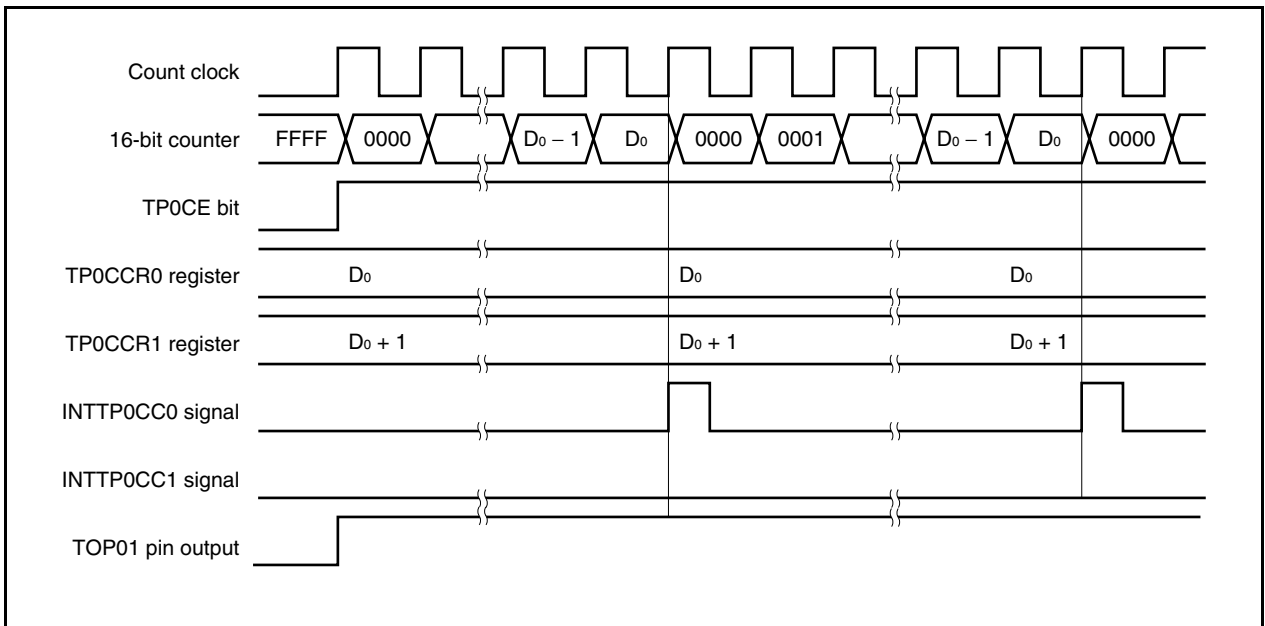 Count clock
16-bit counter FFFF 0000 D₀ − 1 D₀ 0000 0001 D₀ − 1 D₀ 0000
TP0CE bit
TP0CCR0 register D₀ D₀ D₀
TP0CCR1 register D₀ + 1 D₀ + 1 D₀ + 1
INTTP0CC0 signal
INTTP0CC1 signal
TOP01 pin output